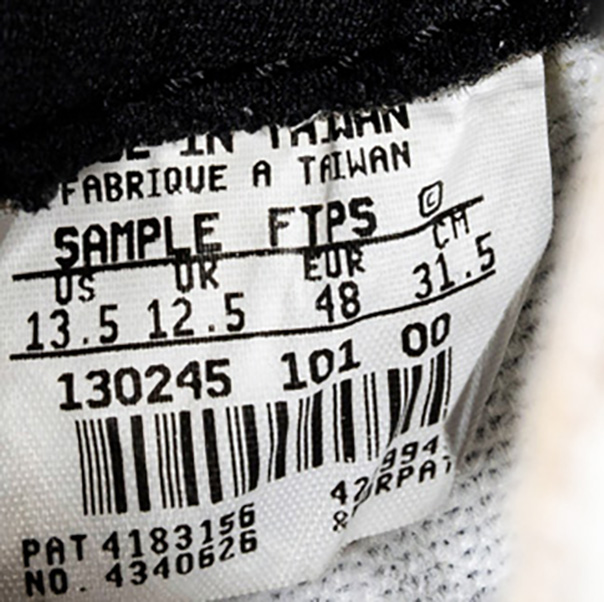 IN TAIWAN
FABRIQUE A TAIWAN
SAMPLE FTPS C
US UK EUR CM
13.5 12.5 48 31.5
130245 101 00
PAT 4183156
NO. 4340626